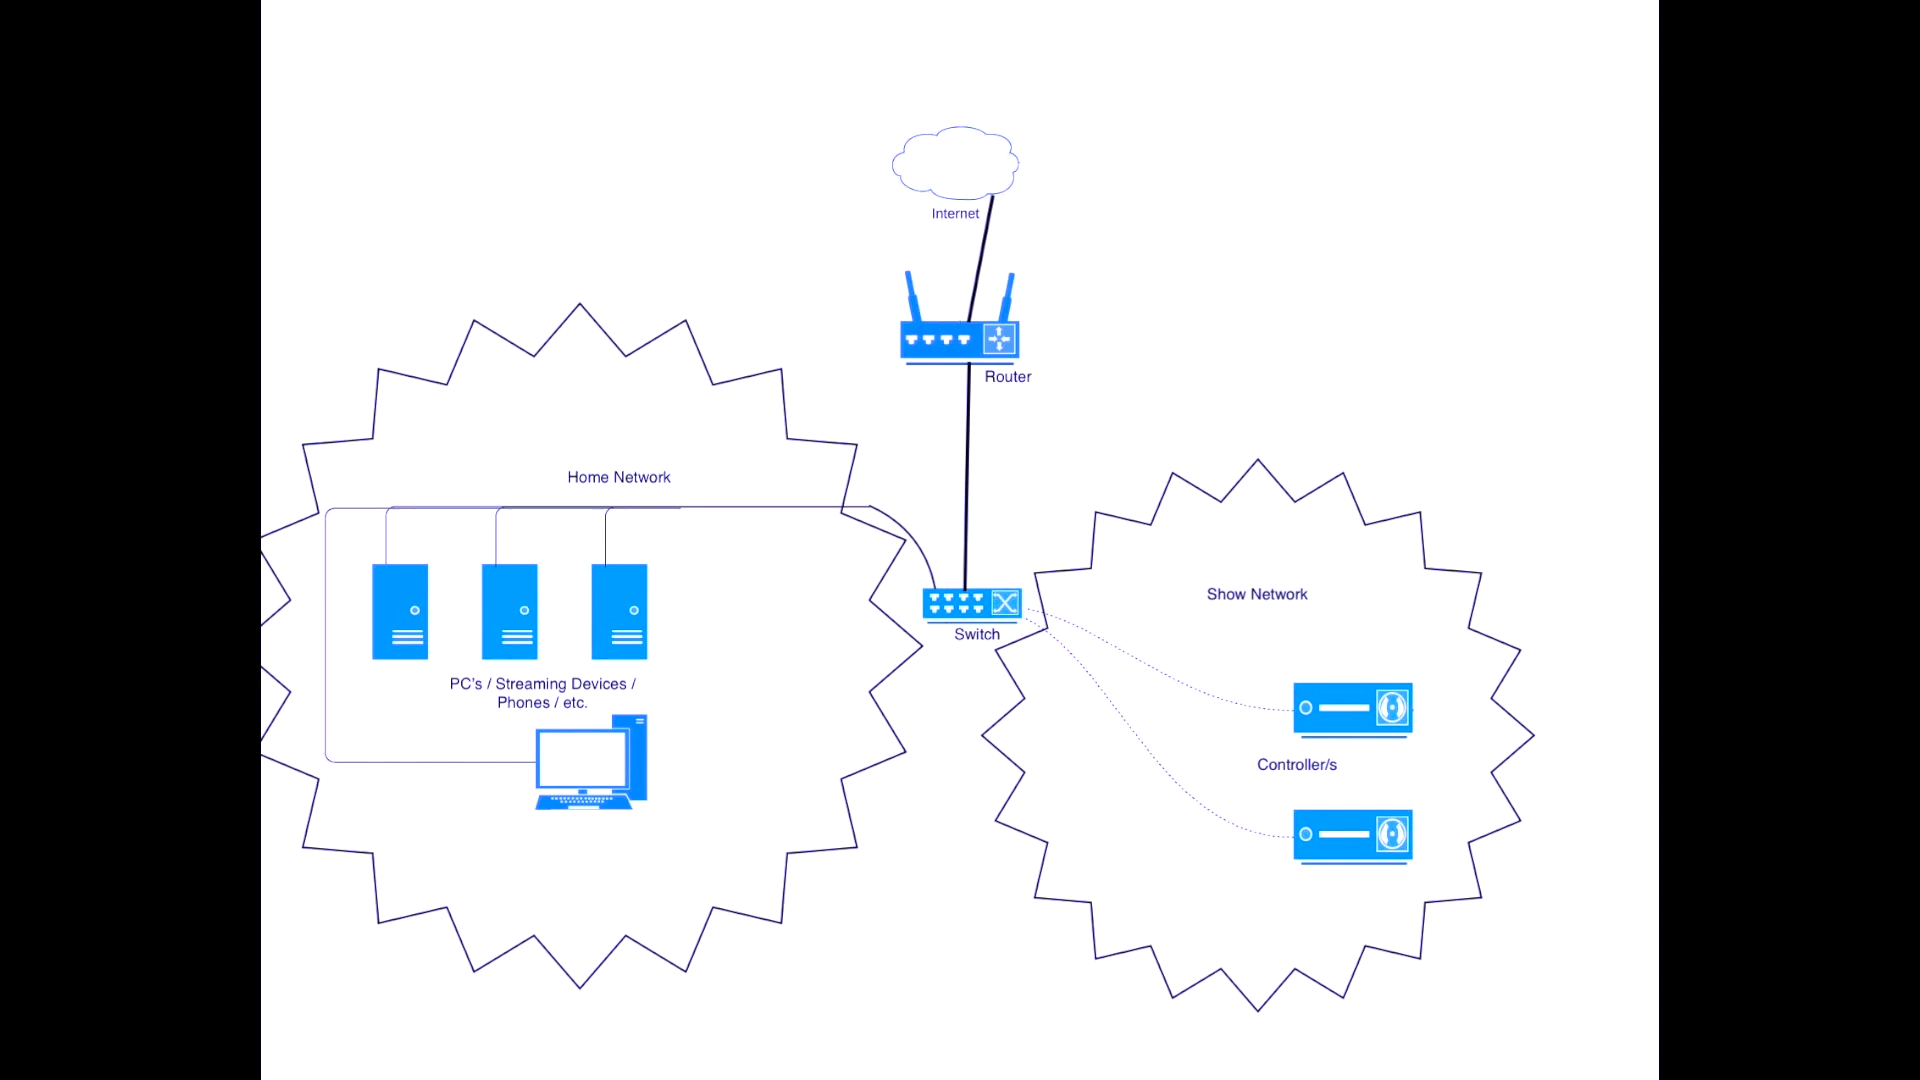 Internet
Router
Home Network
Show Network
Switch
PC's / Streaming Devices /
Phones / etc.
Controller/s